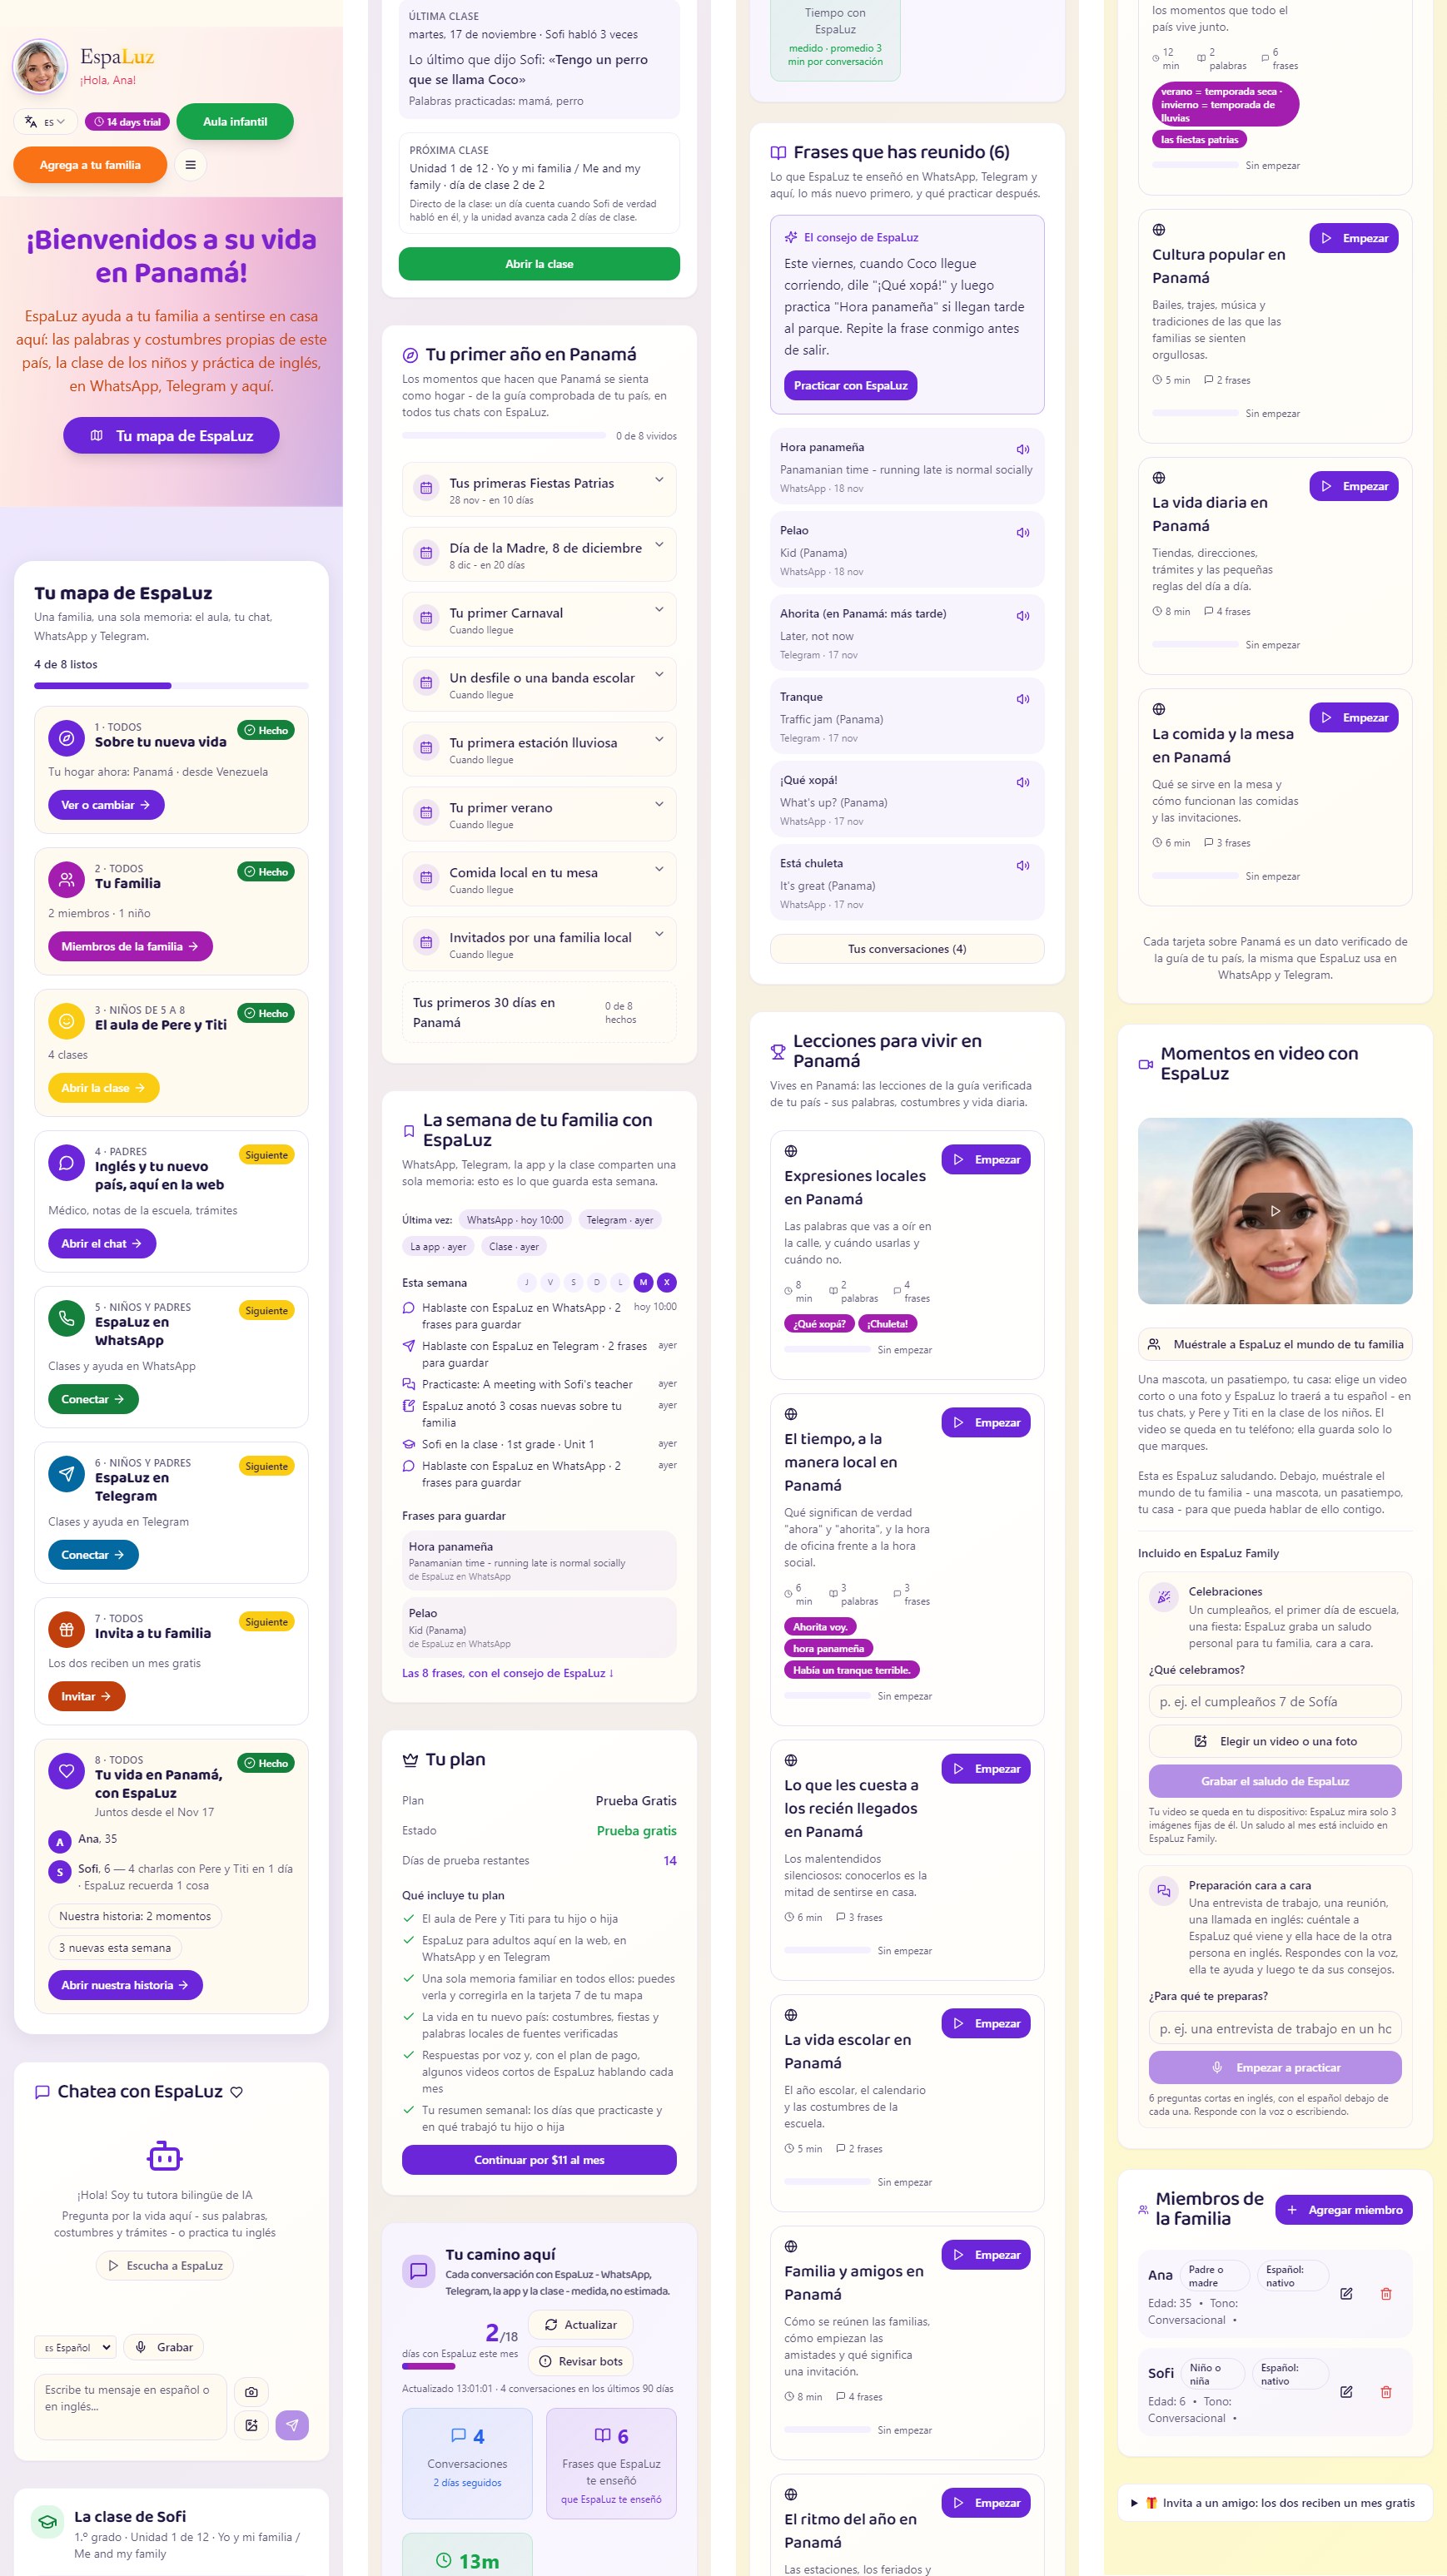 EspaLuz
¡Hola, Ana!
ES
14 days trial
Aula infantil
Agrega a tu familia
¡Bienvenidos a su vida
en Panamá!
EspaLuz ayuda a tu familia a sentirse en casa
aquí: las palabras y costumbres propias de este
país, la clase de los niños y práctica de inglés,
en WhatsApp, Telegram y aquí.
Tu mapa de EspaLuz
Tu mapa de EspaLuz
Una familia, una sola memoria: el aula, tu chat,
WhatsApp y Telegram.
4 de 8 listos
1 · TODOS
Hecho
Sobre tu nueva vida
Tu hogar ahora: Panamá · desde Venezuela
Ver o cambiar →
2 · TODOS
Hecho
Tu familia
2 miembros · 1 niño
Miembros de la familia →
3 · NIÑOS DE 5 A 8
Hecho
El aula de Pere y Titi
4 clases
Abrir la clase →
4 · PADRES
Siguiente
Inglés y tu nuevo
país, aquí en la web
Médico, notas de la escuela, trámites
Abrir el chat →
5 · NIÑOS Y PADRES
Siguiente
EspaLuz en
WhatsApp
Clases y ayuda en WhatsApp
Conectar →
6 · NIÑOS Y PADRES
Siguiente
EspaLuz en
Telegram
Clases y ayuda en Telegram
Conectar →
7 · TODOS
Siguiente
Invita a tu familia
Los dos reciben un mes gratis
Invitar →
8 · TODOS
Hecho
Tu vida en Panamá,
con EspaLuz
Juntos desde el Nov 17
A
Ana, 35
S
Sofi, 6 — 4 charlas con Pere y Titi en 1 día
· EspaLuz recuerda 1 cosa
Nuestra historia: 2 momentos
3 nuevas esta semana
Abrir nuestra historia →
Chatea con EspaLuz
¡Hola! Soy tu tutora bilingüe de IA
Pregunta por la vida aquí - sus palabras,
costumbres y trámites - o practica tu inglés
Escucha a EspaLuz
ES Español
Grabar
Escribe tu mensaje en español o
en inglés...
La clase de Sofi
1.º grado · Unidad 1 de 12 · Yo y mi familia /
Me and my family
ÚLTIMA CLASE
martes, 17 de noviembre · Sofi habló 3 veces
Lo último que dijo Sofi: «Tengo un perro
que se llama Coco»
Palabras practicadas: mamá, perro
PRÓXIMA CLASE
Unidad 1 de 12 · Yo y mi familia / Me and my
family · día de clase 2 de 2
Directo de la clase: un día cuenta cuando Sofi de verdad
habló en él, y la unidad avanza cada 2 días de clase.
Abrir la clase
Tu primer año en Panamá
Los momentos que hacen que Panamá se sienta
como hogar - de la guía comprobada de tu país, en
todos tus chats con EspaLuz.
0 de 8 vividos
Tus primeras Fiestas Patrias
28 nov - en 10 días
Día de la Madre, 8 de diciembre
8 dic - en 20 días
Tu primer Carnaval
Cuando llegue
Un desfile o una banda escolar
Cuando llegue
Tu primera estación lluviosa
Cuando llegue
Tu primer verano
Cuando llegue
Comida local en tu mesa
Cuando llegue
Invitados por una familia local
Cuando llegue
Tus primeros 30 días en
Panamá
0 de 8
hechos
La semana de tu familia con
EspaLuz
WhatsApp, Telegram, la app y la clase comparten una
sola memoria: esto es lo que guarda esta semana.
Última vez:
WhatsApp · hoy 10:00
Telegram · ayer
La app · ayer
Clase · ayer
Esta semana
J V S D L M X
Hablaste con EspaLuz en WhatsApp · 2
frases para guardar
hoy 10:00
Hablaste con EspaLuz en Telegram · 2 frases
para guardar
ayer
Practicaste: A meeting with Sofi's teacher
ayer
EspaLuz anotó 3 cosas nuevas sobre tu
familia
ayer
Sofi en la clase · 1st grade · Unit 1
ayer
Hablaste con EspaLuz en WhatsApp · 2
frases para guardar
ayer
Frases para guardar
Hora panameña
Panamanian time - running late is normal socially
de EspaLuz en WhatsApp
Pelao
Kid (Panama)
de EspaLuz en WhatsApp
Las 8 frases, con el consejo de EspaLuz ↓
Tu plan
Plan
Prueba Gratis
Estado
Prueba gratis
Días de prueba restantes
14
Qué incluye tu plan
El aula de Pere y Titi para tu hijo o hija
EspaLuz para adultos aquí en la web, en
WhatsApp y en Telegram
Una sola memoria familiar en todos ellos: puedes
verla y corregirla en la tarjeta 7 de tu mapa
La vida en tu nuevo país: costumbres, fiestas y
palabras locales de fuentes verificadas
Respuestas por voz y, con el plan de pago,
algunos videos cortos de EspaLuz hablando cada
mes
Tu resumen semanal: los días que practicaste y
en qué trabajó tu hijo o hija
Continuar por $11 al mes
Tu camino aquí
Cada conversación con EspaLuz - WhatsApp,
Telegram, la app y la clase - medida, no estimada.
2/18
días con EspaLuz este mes
Actualizar
Revisar bots
Actualizado 13:01:01 · 4 conversaciones en los últimos 90 días
4
Conversaciones
2 días seguidos
6
Frases que EspaLuz
te enseñó
que EspaLuz te enseñó
13m
Tiempo con
EspaLuz
medido · promedio 3
min por conversación
Frases que has reunido (6)
Lo que EspaLuz te enseñó en WhatsApp, Telegram y
aquí, lo más nuevo primero, y qué practicar después.
El consejo de EspaLuz
Este viernes, cuando Coco llegue
corriendo, dile "¡Qué xopá!" y luego
practica "Hora panameña" si llegan tarde
al parque. Repite la frase conmigo antes
de salir.
Practicar con EspaLuz
Hora panameña
Panamanian time - running late is normal socially
WhatsApp · 18 nov
Pelao
Kid (Panama)
WhatsApp · 18 nov
Ahorita (en Panamá: más tarde)
Later, not now
Telegram · 17 nov
Tranque
Traffic jam (Panama)
Telegram · 17 nov
¡Qué xopá!
What's up? (Panama)
WhatsApp · 17 nov
Está chuleta
It's great (Panama)
WhatsApp · 17 nov
Tus conversaciones (4)
Lecciones para vivir en
Panamá
Vives en Panamá: las lecciones de la guía verificada
de tu país - sus palabras, costumbres y vida diaria.
Empezar
Expresiones locales
en Panamá
Las palabras que vas a oír en
la calle, y cuándo usarlas y
cuándo no.
8 min
2 palabras
4 frases
¿Qué xopá?
¡Chuleta!
Sin empezar
Empezar
El tiempo, a la
manera local en
Panamá
Qué significan de verdad
"ahora" y "ahorita", y la hora
de oficina frente a la hora
social.
6 min
3 palabras
3 frases
Ahorita voy.
hora panameña
Había un tranque terrible.
Sin empezar
Empezar
Lo que les cuesta a
los recién llegados
en Panamá
Los malentendidos
silenciosos: conocerlos es la
mitad de sentirse en casa.
6 min
3 frases
Sin empezar
Empezar
La vida escolar en
Panamá
El año escolar, el calendario
y las costumbres de la
escuela.
5 min
2 frases
Sin empezar
Empezar
Familia y amigos en
Panamá
Cómo se reúnen las familias,
cómo empiezan las
amistades y qué significa
una invitación.
8 min
4 frases
Sin empezar
Empezar
El ritmo del año en
Panamá
Las estaciones, los feriados y
los momentos que todo el
país vive junto.
12 min
2 palabras
6 frases
verano = temporada seca ·
invierno = temporada de
lluvias
las fiestas patrias
Sin empezar
Empezar
Cultura popular en
Panamá
Bailes, trajes, música y
tradiciones de las que las
familias se sienten
orgullosas.
5 min
2 frases
Sin empezar
Empezar
La vida diaria en
Panamá
Tiendas, direcciones,
trámites y las pequeñas
reglas del día a día.
8 min
4 frases
Sin empezar
Empezar
La comida y la mesa
en Panamá
Qué se sirve en la mesa y
cómo funcionan las comidas
y las invitaciones.
6 min
3 frases
Sin empezar
Cada tarjeta sobre Panamá es un dato verificado de
la guía de tu país, la misma que EspaLuz usa en
WhatsApp y Telegram.
Momentos en video con
EspaLuz
Muéstrale a EspaLuz el mundo de tu familia
Una mascota, un pasatiempo, tu casa: elige un video
corto o una foto y EspaLuz lo traerá a tu español - en
tus chats, y Pere y Titi en la clase de los niños. El
video se queda en tu teléfono: ella guarda solo lo
que marques.
Esta es EspaLuz saludando. Debajo, muéstrale el
mundo de tu familia - una mascota, un pasatiempo,
tu casa - para que pueda hablar de ello contigo.
Incluido en EspaLuz Family
Celebraciones
Un cumpleaños, el primer día de escuela,
una fiesta: EspaLuz graba un saludo
personal para tu familia, cara a cara.
¿Qué celebramos?
p. ej. el cumpleaños 7 de Sofía
Elegir un video o una foto
Grabar el saludo de EspaLuz
Tu video se queda en tu dispositivo: EspaLuz mira solo 3
imágenes fijas de él. Un saludo al mes está incluido en
EspaLuz Family.
Preparación cara a cara
Una entrevista de trabajo, una reunión,
una llamada en inglés: cuéntale a
EspaLuz qué viene y ella hace de la otra
persona en inglés. Respondes con la voz,
ella te ayuda y luego te da sus consejos.
¿Para qué te preparas?
p. ej. una entrevista de trabajo en un hc
Empezar a practicar
6 preguntas cortas en inglés, con el español debajo de
cada una. Responde con la voz o escribiendo.
Miembros de
la familia
Agregar miembro
Ana
Padre o
madre
Español:
nativo
Edad: 35 • Tono:
Conversacional •
Sofi
Niño o
niña
Español:
nativo
Edad: 6 • Tono:
Conversacional •
Invita a un amigo: los dos reciben un mes gratis